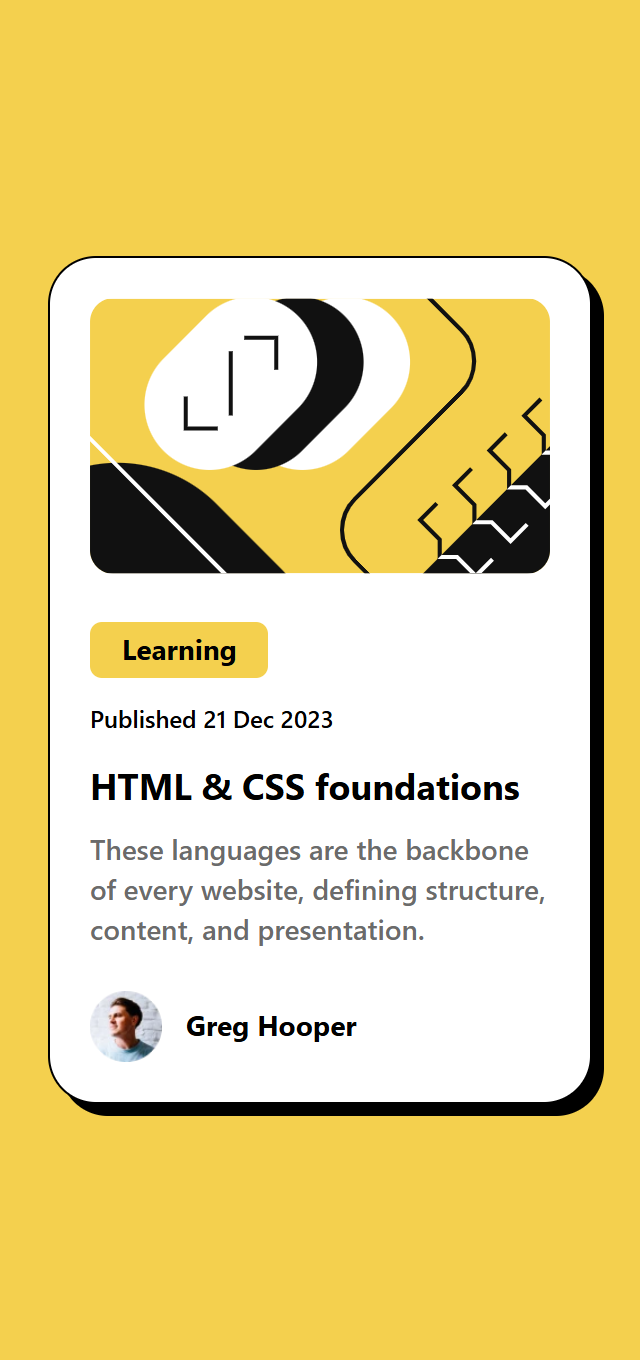 Learning
Published 21 Dec 2023
HTML & CSS foundations
These languages are the backbone
of every website, defining structure,
content, and presentation.
Greg Hooper